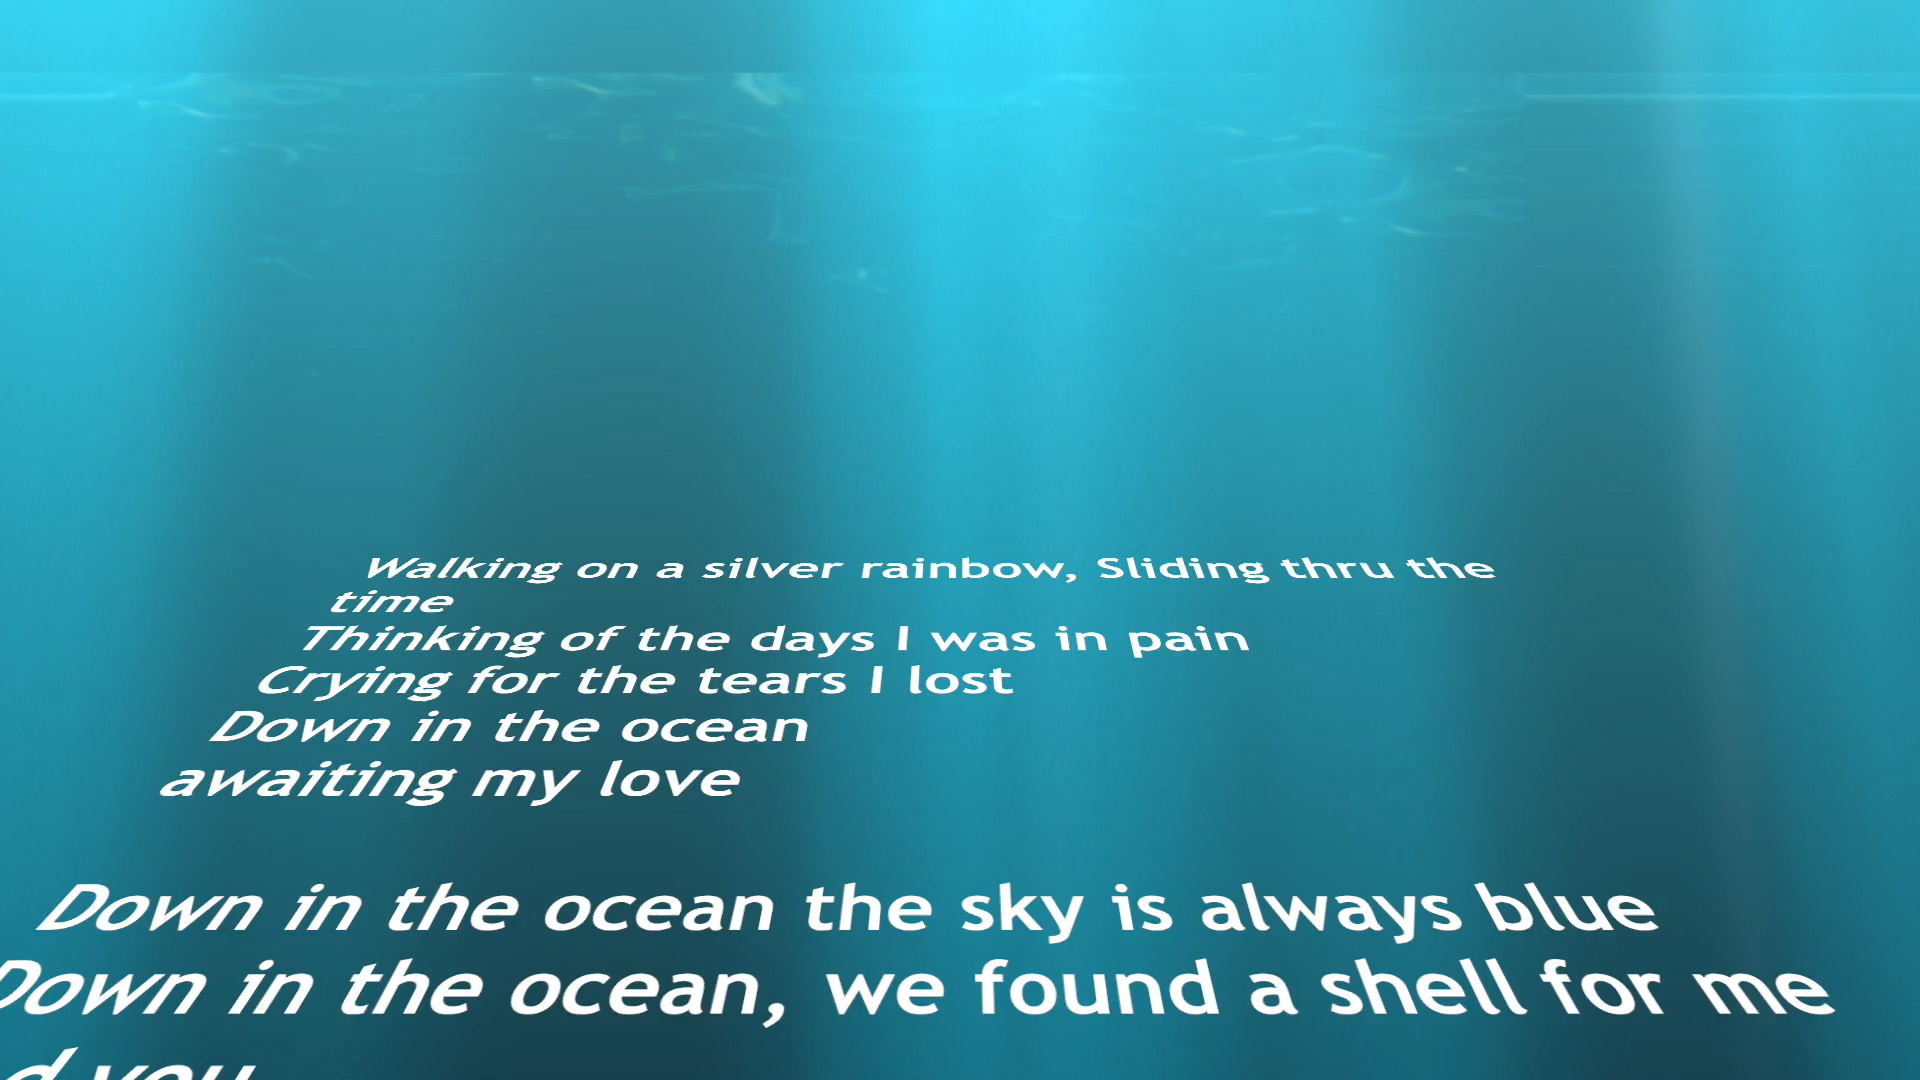 Walking on a silver rainbow, Sliding thru the
time
Thinking of the days I was in pain
Crying for the tears I lost
Down in the ocean
awaiting my love
Down in the ocean the sky is always blue
Down in the ocean, we found a shell for me
you